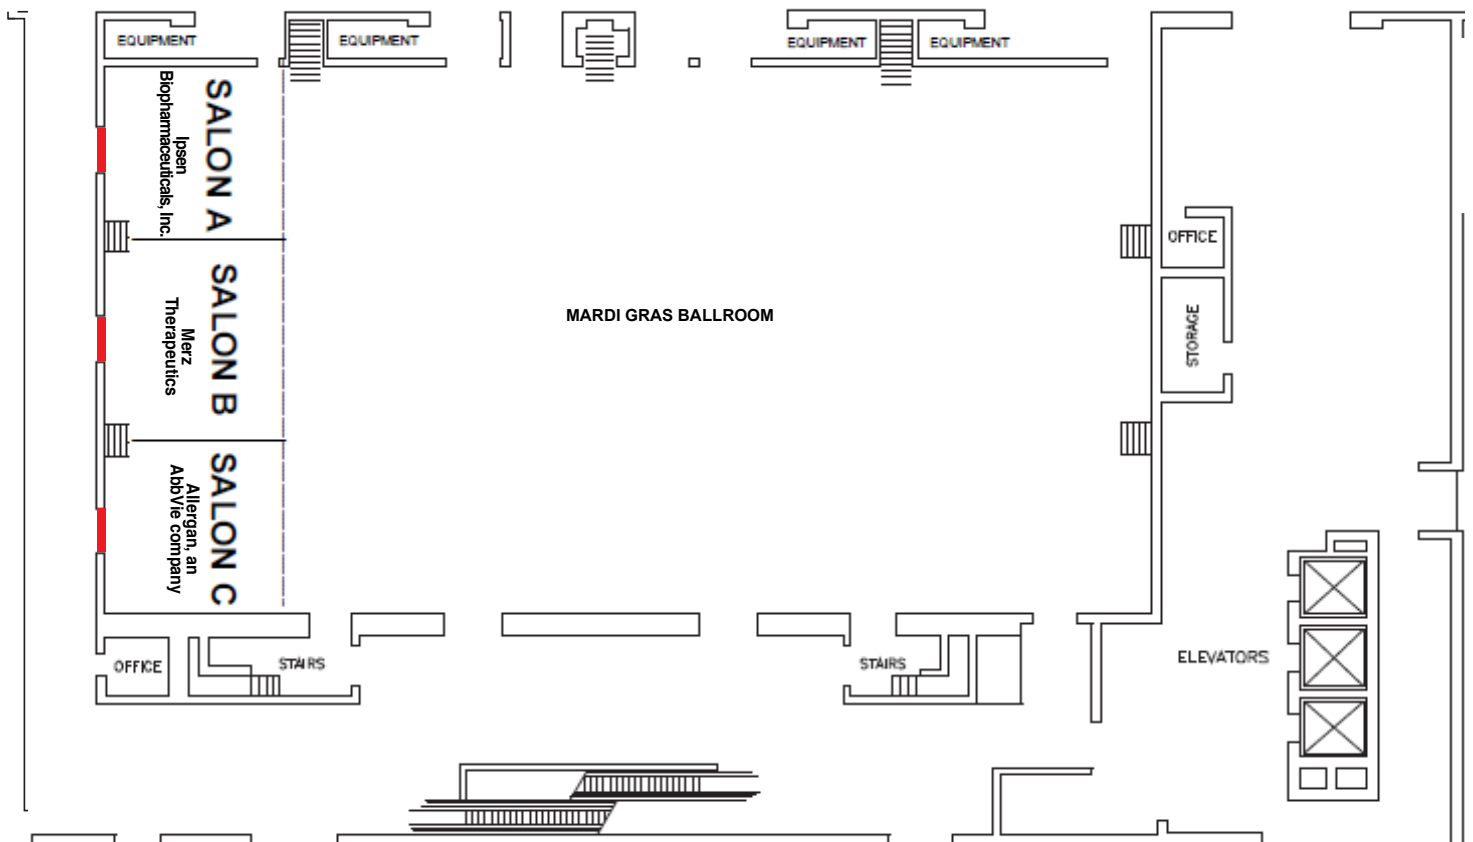 EQUIPMENT
EQUIPMENT
EQUIPMENT
EQUIPMENT
SALON A
Ipsen
Biopharmaceuticals, Inc.
SALON B
Merz
Therapeutics
SALON C
Allergan, an
AbbVie company
MARDI GRAS BALLROOM
OFFICE
STORAGE
OFFICE
STAIRS
STAIRS
ELEVATORS